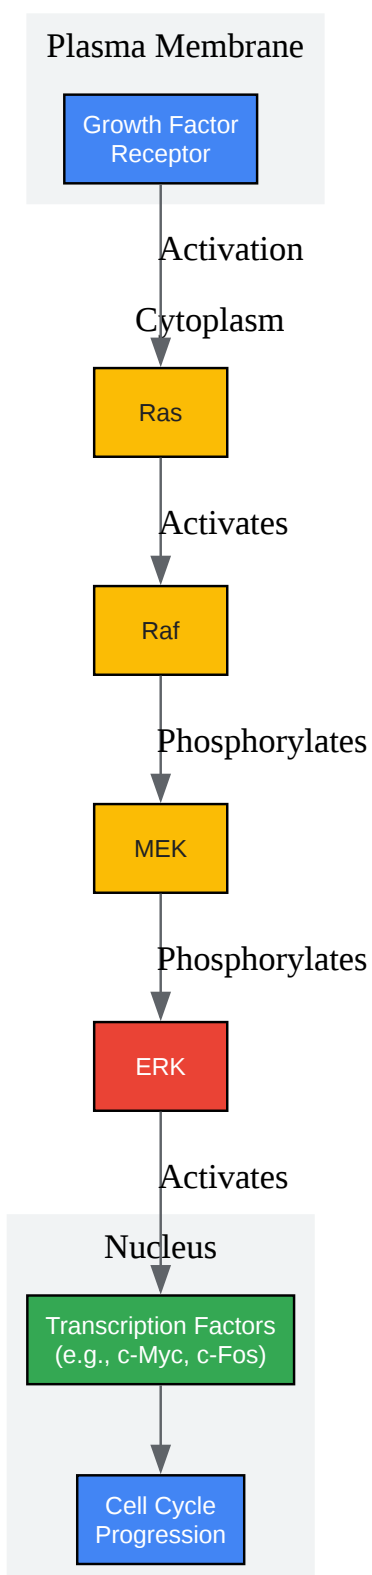 Plasma Membrane
Growth Factor
Receptor
Activation
Cytoplasm
Ras
Activates
Raf
Phosphorylates
MEK
Phosphorylates
ERK
Activates
Nucleus
Transcription Factors
(e.g., c-Myc, c-Fos)
Cell Cycle
Progression